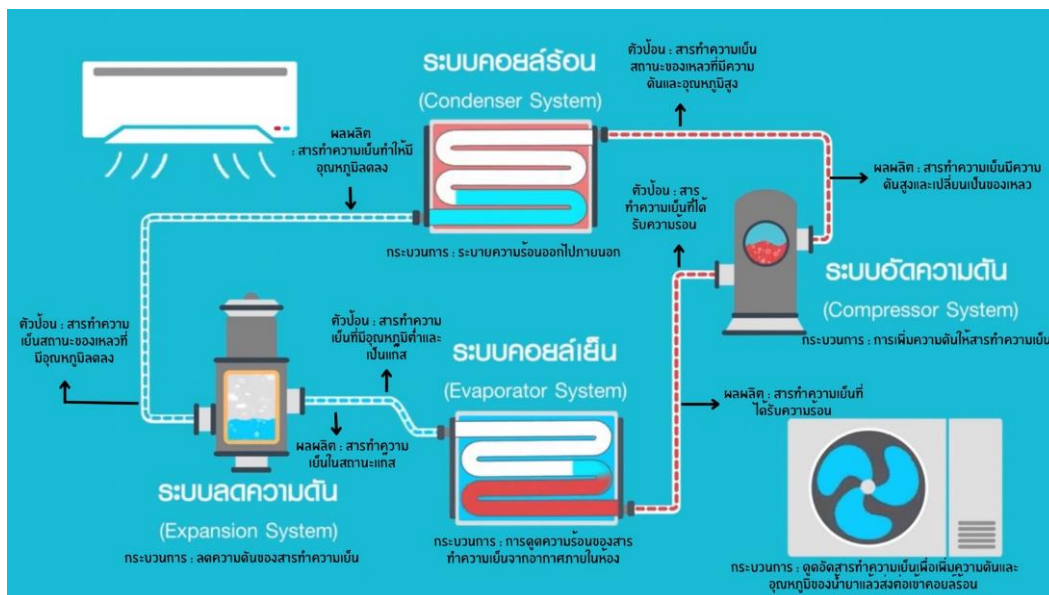 ระบบคอยล์ร้อน
(Condenser System)
ตัวป้อน : สารทำความเย็น
สถานะของเหลวที่มีความ
ดันและอุณหภูมิสูง
ผลผลิต
: สารทำความเย็นทำให้มี
อุณหภูมิลดลง
ตัวป้อน : สาร
ทำความเย็นที่ได้
รับความร้อน
ผลผลิต : สารทำความเย็นมีความ
ดันสูงและเปลี่ยนเป็นของเหลว
กระบวนการ : ระบายความร้อนออกไปภายนอก
ระบบอัดความดัน
(Compressor System)
กระบวนการ : การเพิ่มความดันให้สารทำความเย็น
ตัวป้อน : สารทำความ
เย็นสถานะของเหลวที่
มีอุณหภูมิลดลง
ตัวป้อน : สารทำความ
เย็นที่มีอุณหภูมิต่ำและ
เป็นแก๊ส
ระบบคอยล์เย็น
(Evaporator System)
ผลผลิต : สารทำความเย็นที่
ได้รับความร้อน
ผลผลิต : สารทำความ
เย็นในสถานะแก๊ส
ระบบลดความดัน
(Expansion System)
กระบวนการ : ลดความดันของสารทำความเย็น
กระบวนการ : การดูดความร้อนของสาร
ทำความเย็นจากอากาศภายในห้อง
กระบวนการ : ดูดอัดสารทำความเย็นเพื่อเพิ่มความดันและ
อุณหภูมิของน้ำยาแล้วส่งต่อเข้าคอยล์ร้อน